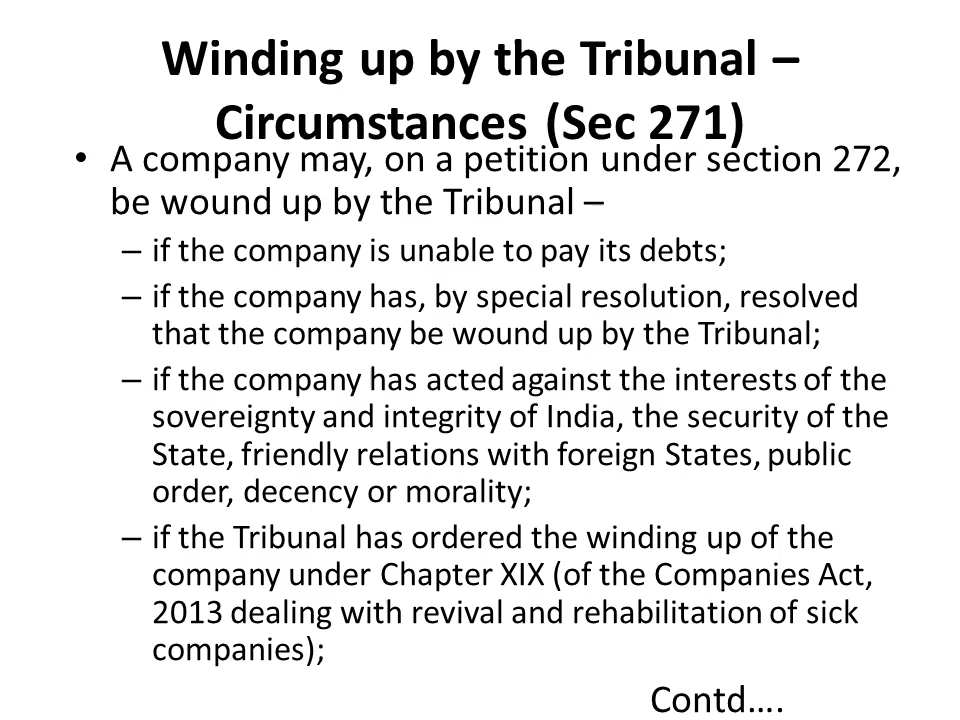 Winding up by the Tribunal –
Circumstances (Sec 271)
• A company may, on a petition under section 272,
be wound up by the Tribunal –
– if the company is unable to pay its debts;
– if the company has, by special resolution, resolved
that the company be wound up by the Tribunal;
– if the company has acted against the interests of the
sovereignty and integrity of India, the security of the
State, friendly relations with foreign States, public
order, decency or morality;
– if the Tribunal has ordered the winding up of the
company under Chapter XIX (of the Companies Act,
2013 dealing with revival and rehabilitation of sick
companies);
Contd....